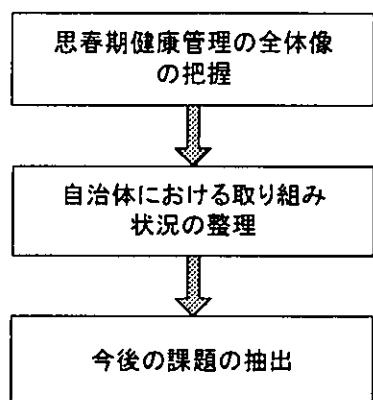 思春期健康管理の全体像
の把握
自治体における取り組み
状況の整理
今後の課題の抽出